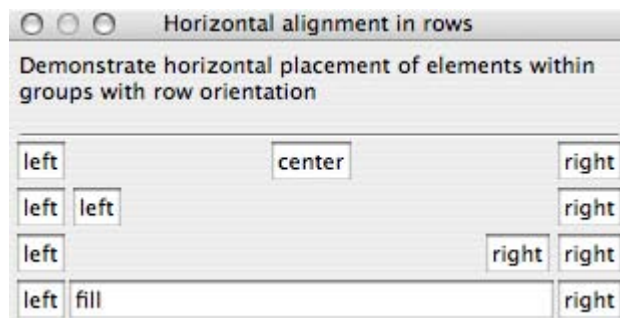 Horizontal alignment in rows
Demonstrate horizontal placement of elements within
groups with row orientation
left center right
left left right
left right right
left fill right